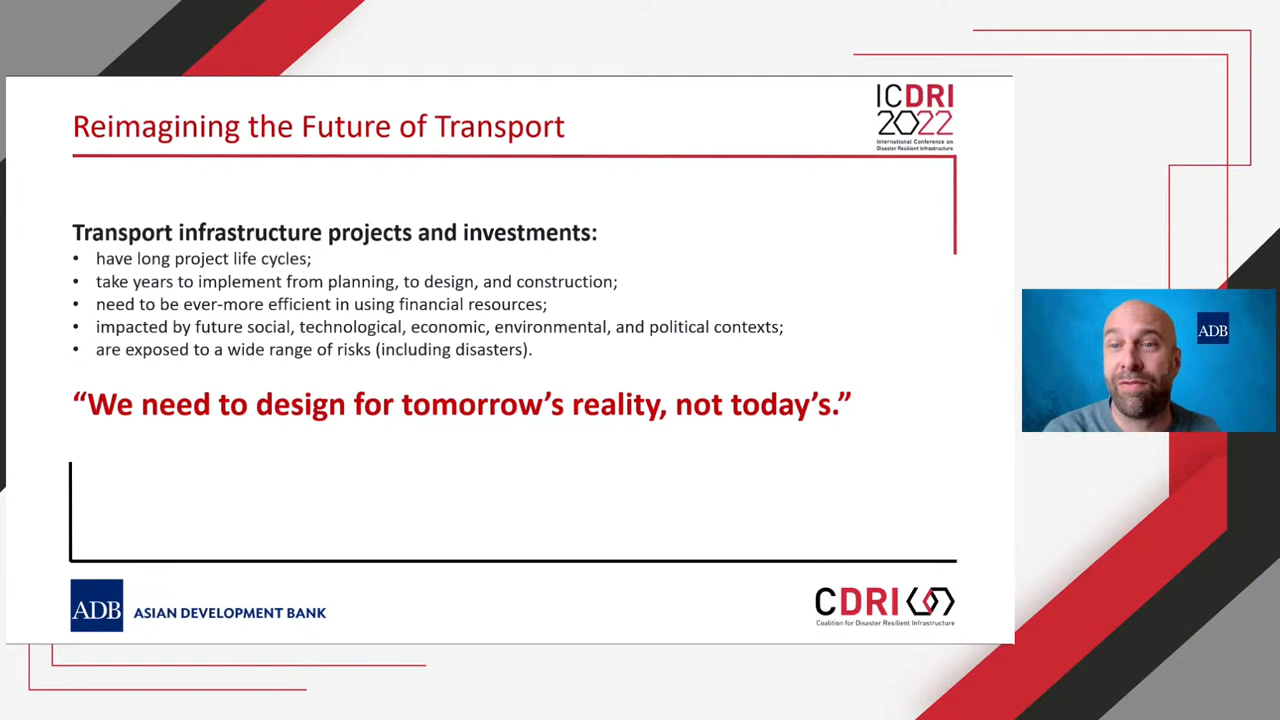 Reimagining the Future of Transport
ICDRI
2022
International Conference on
Disaster Resilient Infrastructure
Transport infrastructure projects and investments:
• have long project life cycles;
• take years to implement from planning, to design, and construction;
• need to be ever-more efficient in using financial resources;
• impacted by future social, technological, economic, environmental, and political contexts;
• are exposed to a wide range of risks (including disasters).
“We need to design for tomorrow’s reality, not today’s.”
ADB
ADB ASIAN DEVELOPMENT BANK
CDRI
Coalition for Disaster Resilient Infrastructure